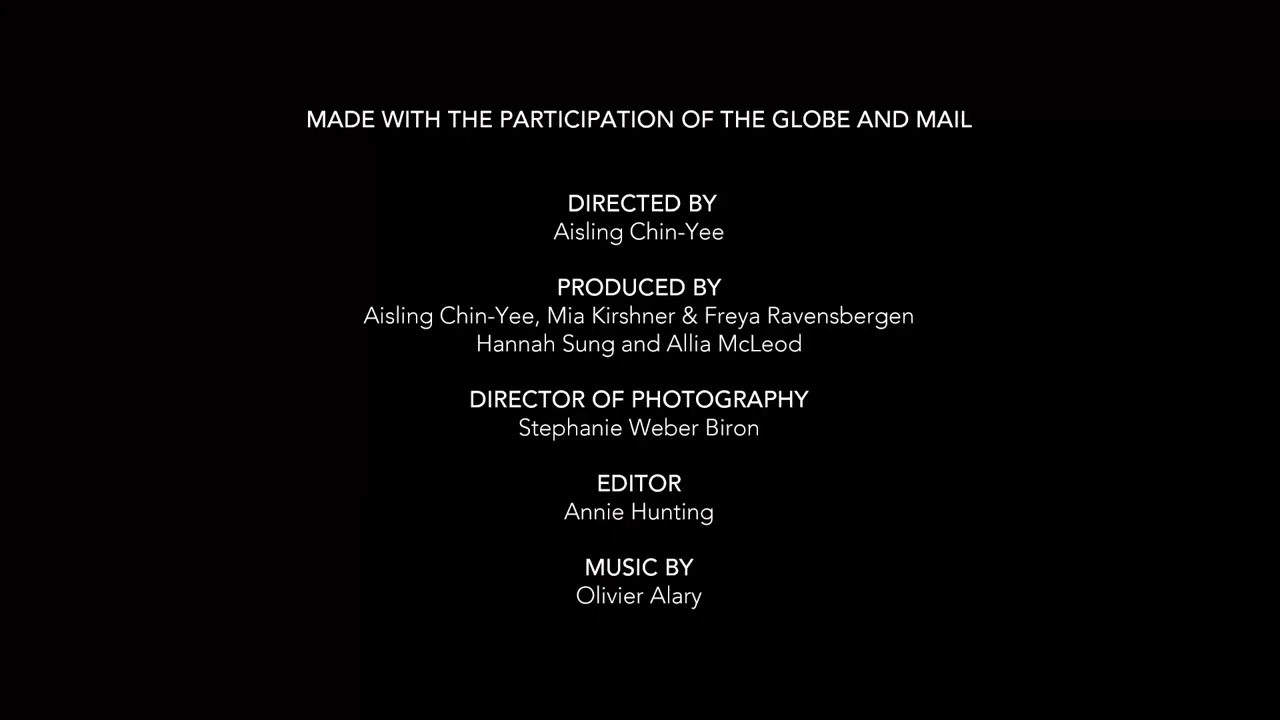 MADE WITH THE PARTICIPATION OF THE GLOBE AND MAIL
DIRECTED BY
Aisling Chin-Yee
PRODUCED BY
Aisling Chin-Yee, Mia Kirshner & Freya Ravensbergen
Hannah Sung and Allia McLeod
DIRECTOR OF PHOTOGRAPHY
Stephanie Weber Biron
EDITOR
Annie Hunting
MUSIC BY
Olivier Alary